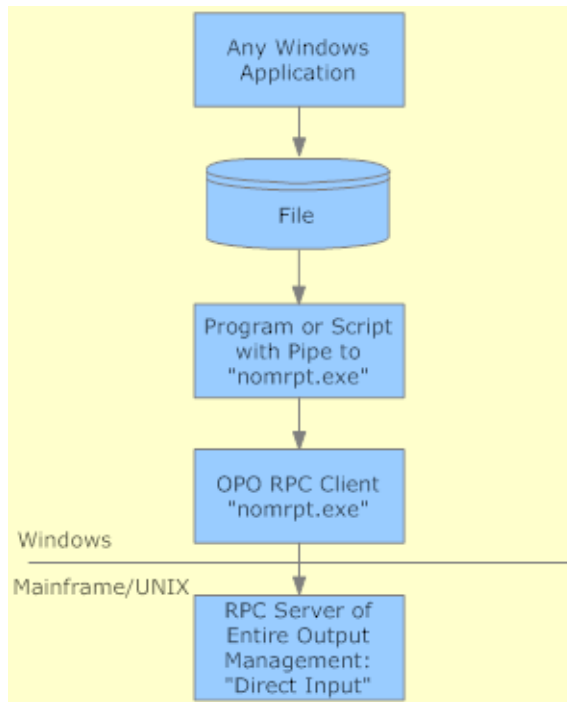 Any Windows
Application
File
Program or Script
with Pipe to
"nomrpt.exe"
OPO RPC Client
"nomrpt.exe"
Windows
Mainframe/UNIX
RPC Server of
Entire Output
Management:
"Direct Input"